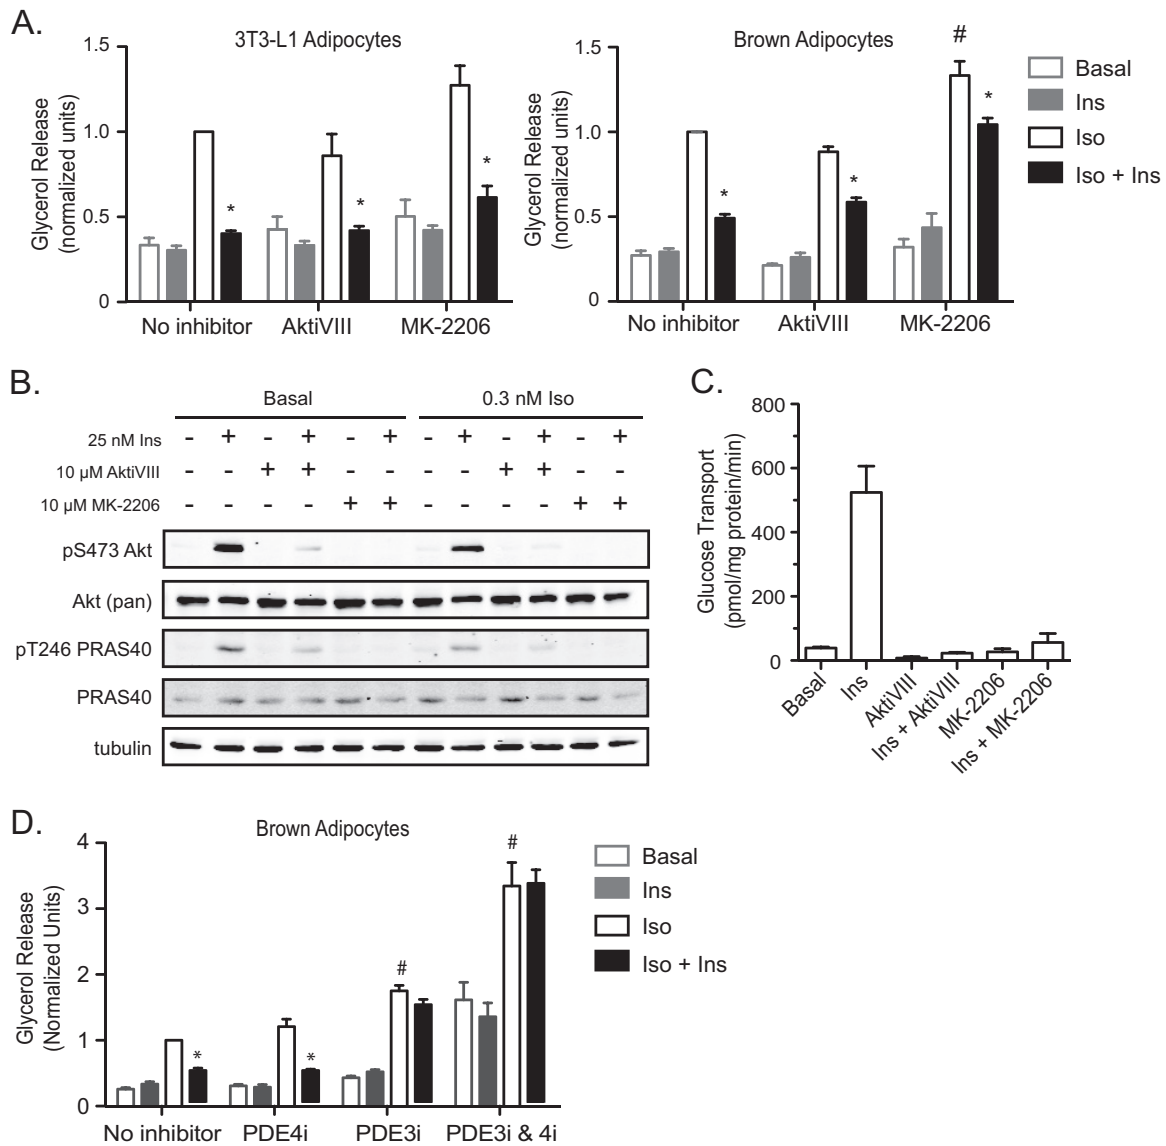 A.
3T3-L1 Adipocytes
Glycerol Release
(normalized units)
1.5
1.0
0.5
0
*
*
*
No inhibitor
AktiVIII
MK-2206
Brown Adipocytes
Glycerol Release
(normalized units)
1.5
1.0
0.5
0
*
*
#
*
No inhibitor
AktiVIII
MK-2206
Basal
Ins
Iso
Iso + Ins
B.
Basal
0.3 nM Iso
25 nM Ins - + - + - + - + - + - +
10 µM AktiVIII - - + + - - - - + + - -
10 µM MK-2206 - - - - + + - - - - + +
pS473 Akt
Akt (pan)
pT246 PRAS40
PRAS40
tubulin
C.
Glucose Transport
(pmol/mg protein/min)
800
600
400
200
0
Basal
Ins
AktiVIII
Ins + AktiVIII
MK-2206
Ins + MK-2206
D.
Brown Adipocytes
Glycerol Release
(Normalized Units)
4
3
2
1
0
*
*
#
#
No inhibitor
PDE4i
PDE3i
PDE3i & 4i
Basal
Ins
Iso
Iso + Ins